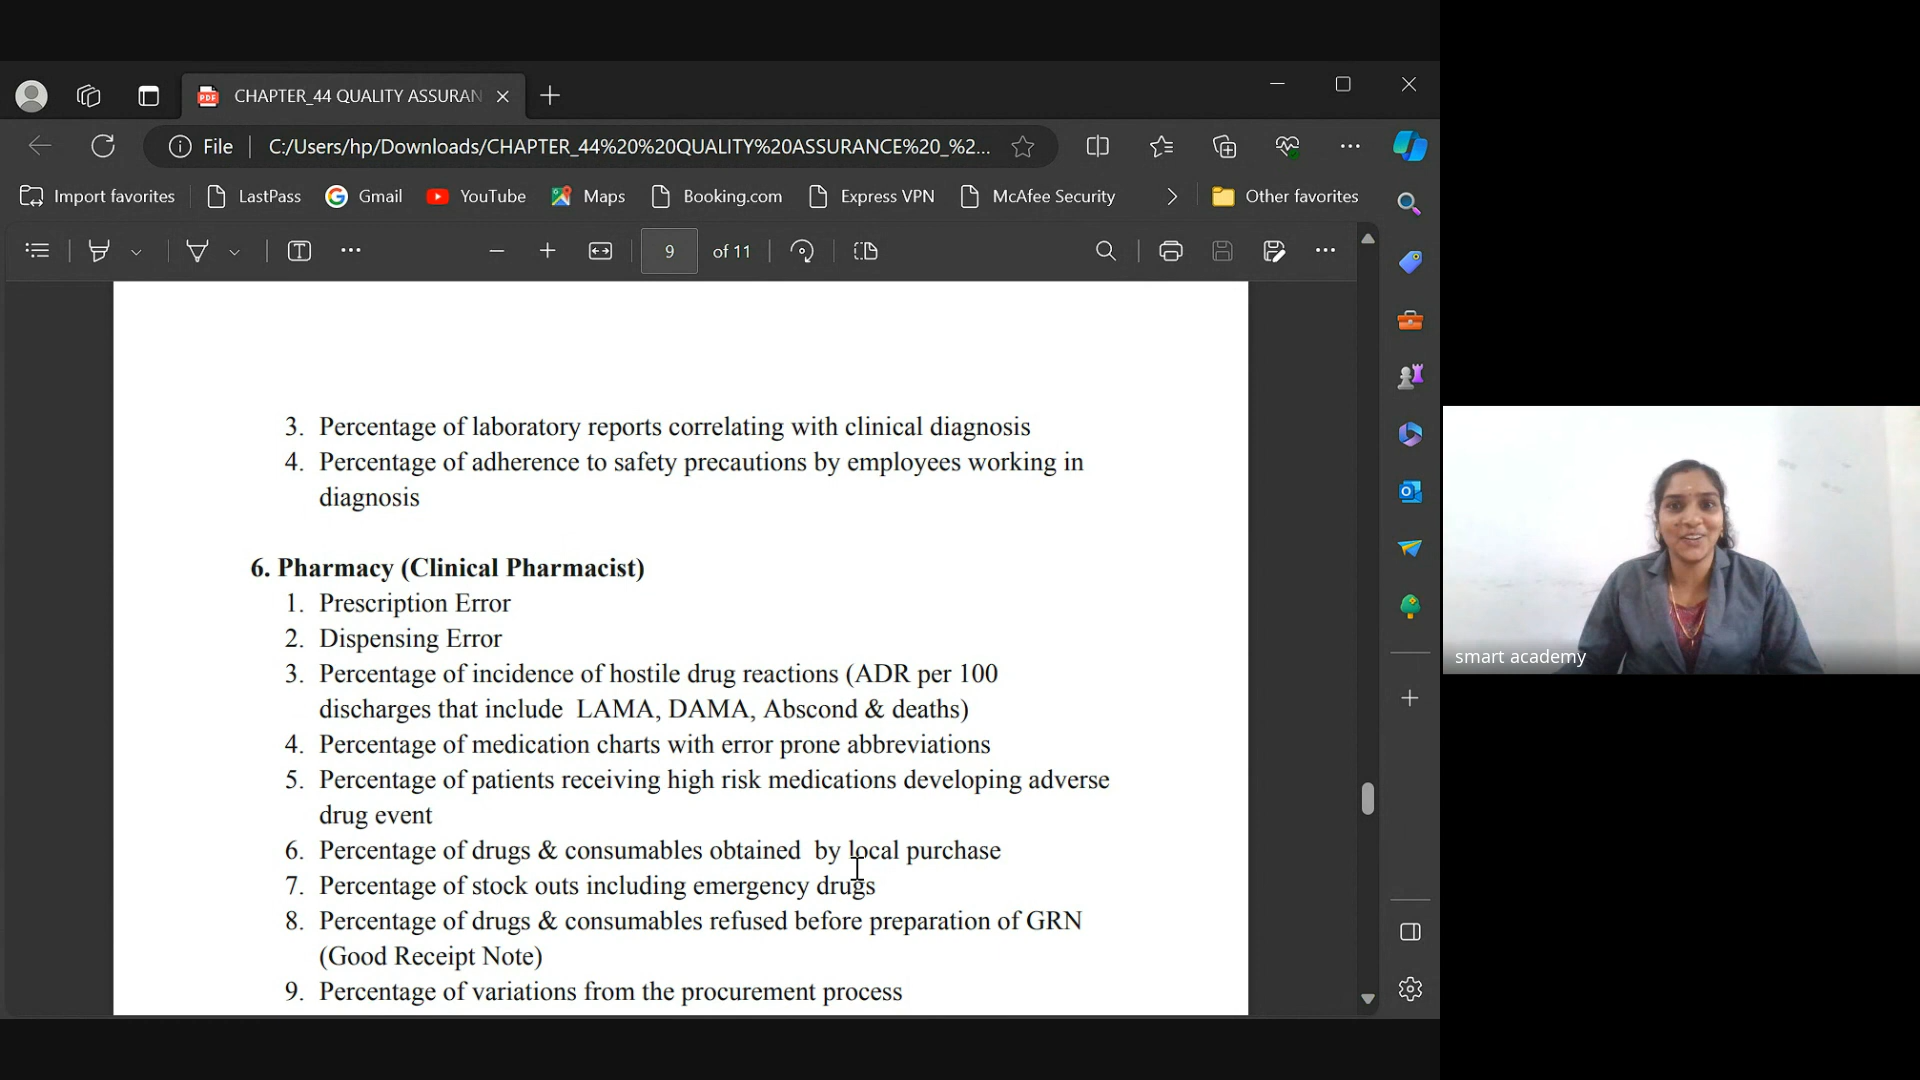 CHAPTER_44 QUALITY ASSURAN
File
C:/Users/hp/Downloads/CHAPTER_44%20%20QUALITY%20ASSURANCE%20_%2...
Import favorites
LastPass
Gmail
YouTube
Maps
Booking.com
Express VPN
McAfee Security
Other favorites
9 of 11
3. Percentage of laboratory reports correlating with clinical diagnosis
4. Percentage of adherence to safety precautions by employees working in
diagnosis
6. Pharmacy (Clinical Pharmacist)
1. Prescription Error
2. Dispensing Error
3. Percentage of incidence of hostile drug reactions (ADR per 100
discharges that include LAMA, DAMA, Abscond & deaths)
4. Percentage of medication charts with error prone abbreviations
5. Percentage of patients receiving high risk medications developing adverse
drug event
6. Percentage of drugs & consumables obtained by local purchase
7. Percentage of stock outs including emergency drugs
8. Percentage of drugs & consumables refused before preparation of GRN
(Good Receipt Note)
9. Percentage of variations from the procurement process
smart academy